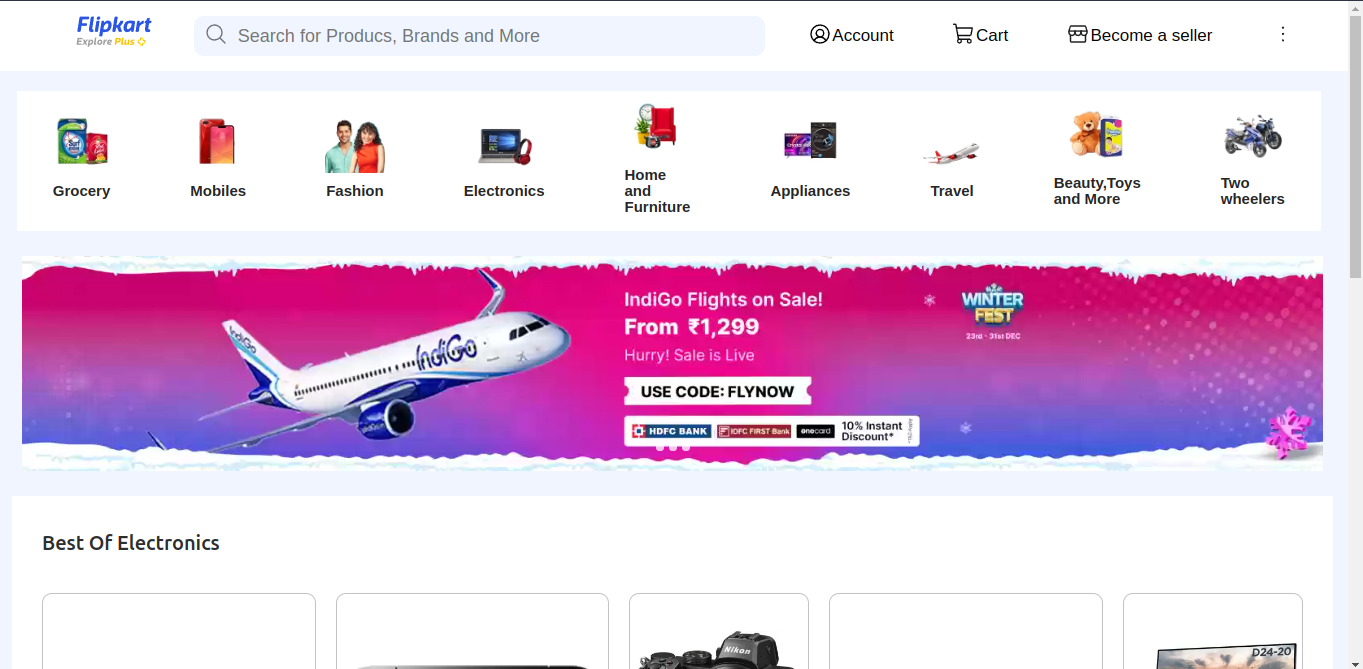 Flipkart
Explore Plus
Search for Producs, Brands and More
Account
Cart
Become a seller
Grocery
Mobiles
Fashion
Electronics
Home
and
Furniture
Appliances
Travel
Beauty,Toys
and More
Two
wheelers
IndiGo
IndiGo
IndiGo Flights on Sale!
From ₹1,299
Hurry! Sale is Live
USE CODE: FLYNOW
HDFC BANK
IDFC FIRST Bank
onecard
10% Instant
Discount*
WINTER
FEST
23rd - 31st DEC
Best Of Electronics
Nikon
D24-20